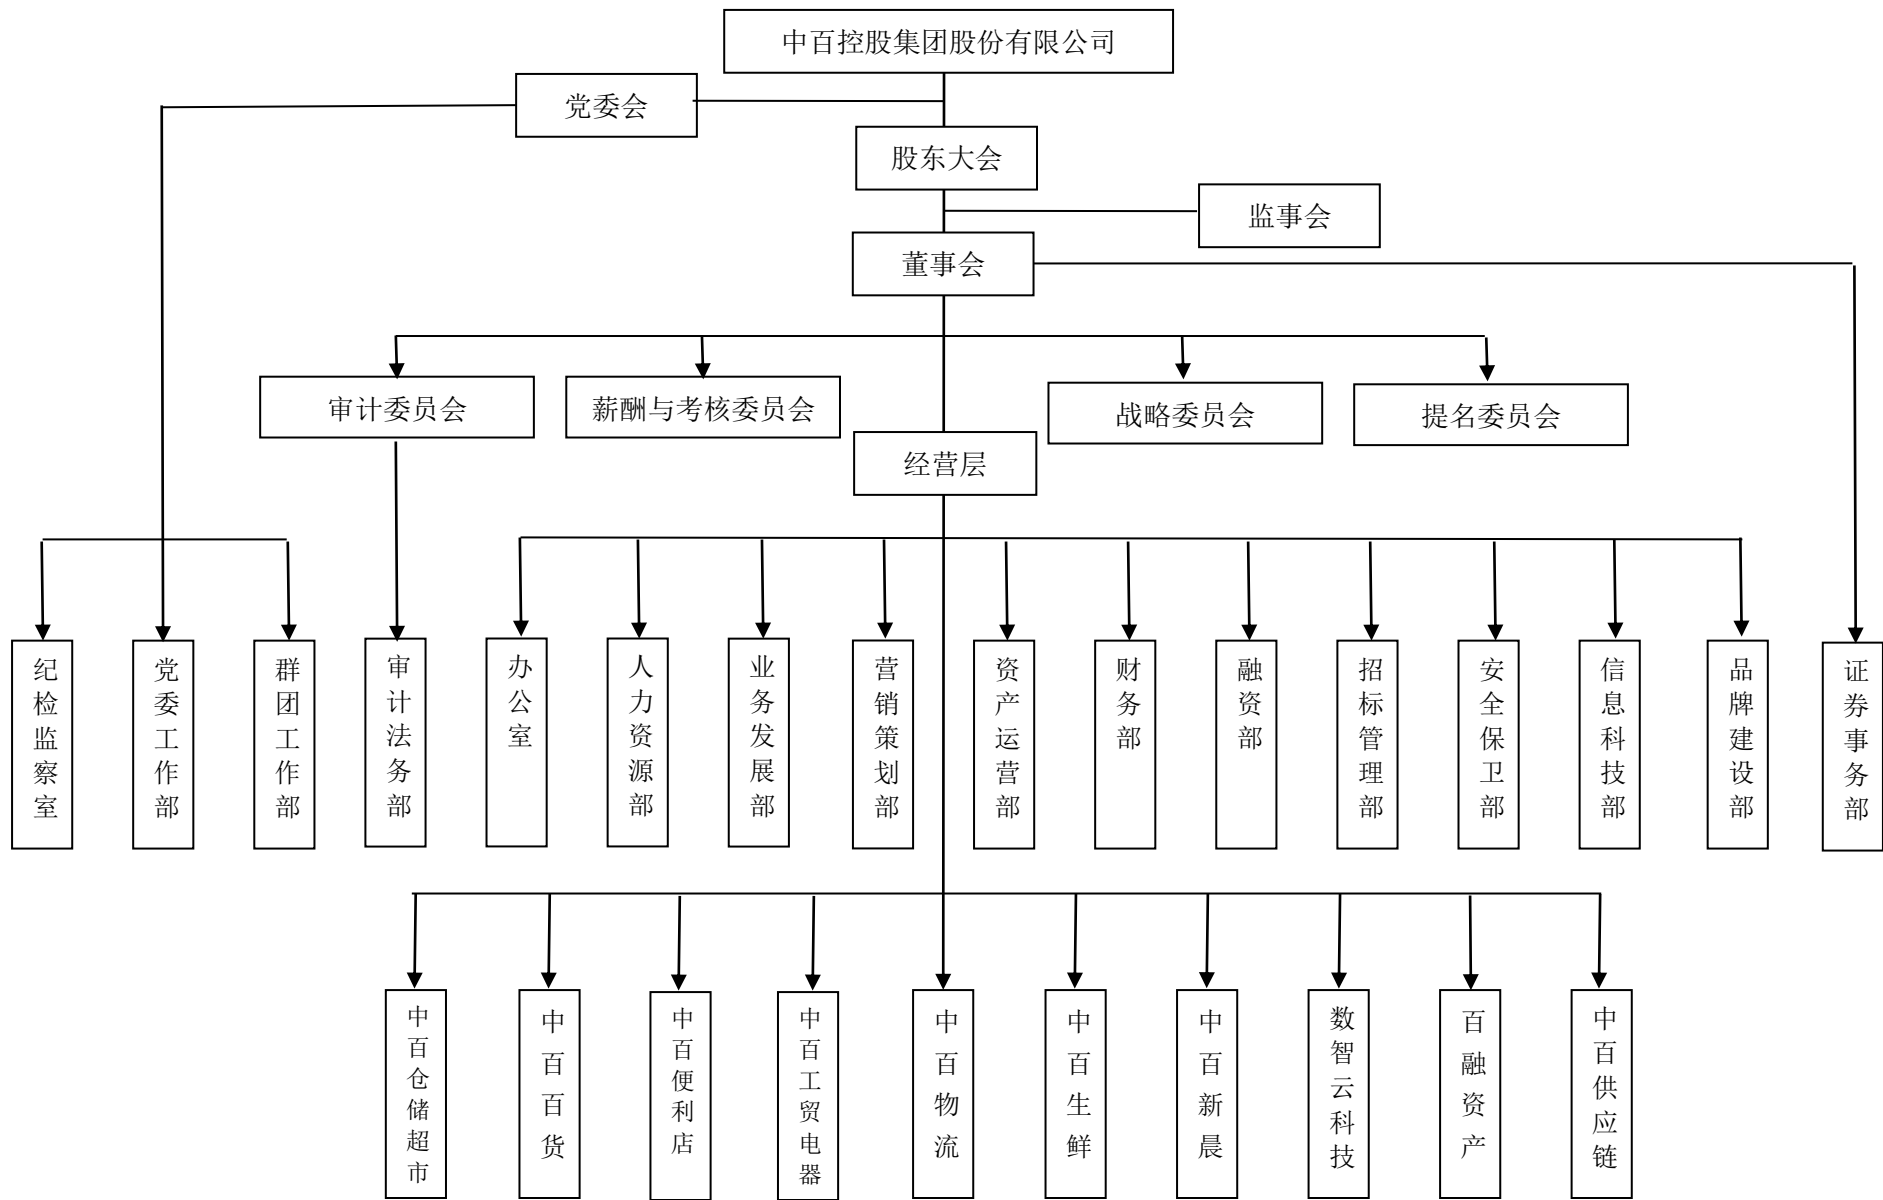 中百控股集团股份有限公司
党委会
股东大会
监事会
董事会
审计委员会
薪酬与考核委员会
战略委员会
提名委员会
经营层
纪检监察室
党委工作部
群团工作部
审计法务部
办公室
人力资源部
业务发展部
营销策划部
资产运营部
财务部
融资部
招标管理部
安全保卫部
信息科技部
品牌建设部
证券事务部
中百仓储超市
中百百货
中百便利店
中百工贸电器
中百物流
中百生鲜
中百新晨
数智云科技
百融资产
中百供应链